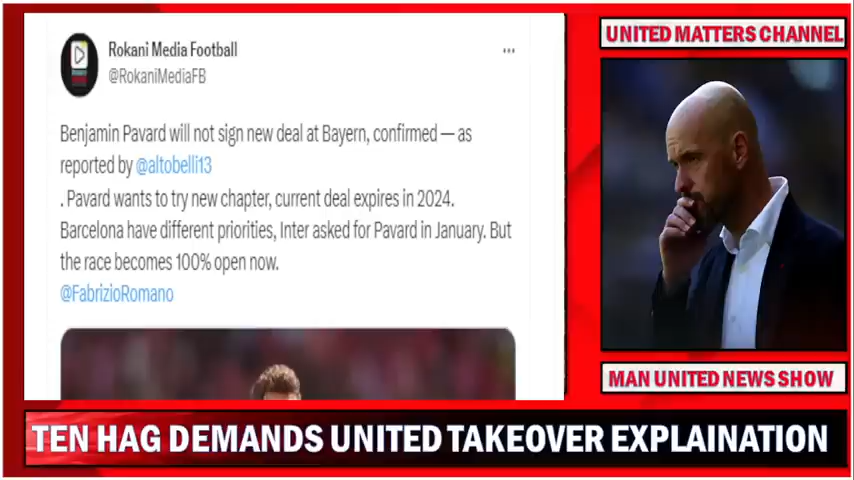 Rokani Media Football
@RokaniMediaFB
Benjamin Pavard will not sign new deal at Bayern, confirmed — as
reported by @altobelli13
. Pavard wants to try new chapter, current deal expires in 2024.
Barcelona have different priorities, Inter asked for Pavard in January. But
the race becomes 100% open now.
@FabrizioRomano
UNITED MATTERS CHANNEL
MAN UNITED NEWS SHOW
TEN HAG DEMANDS UNITED TAKEOVER EXPLAINATION